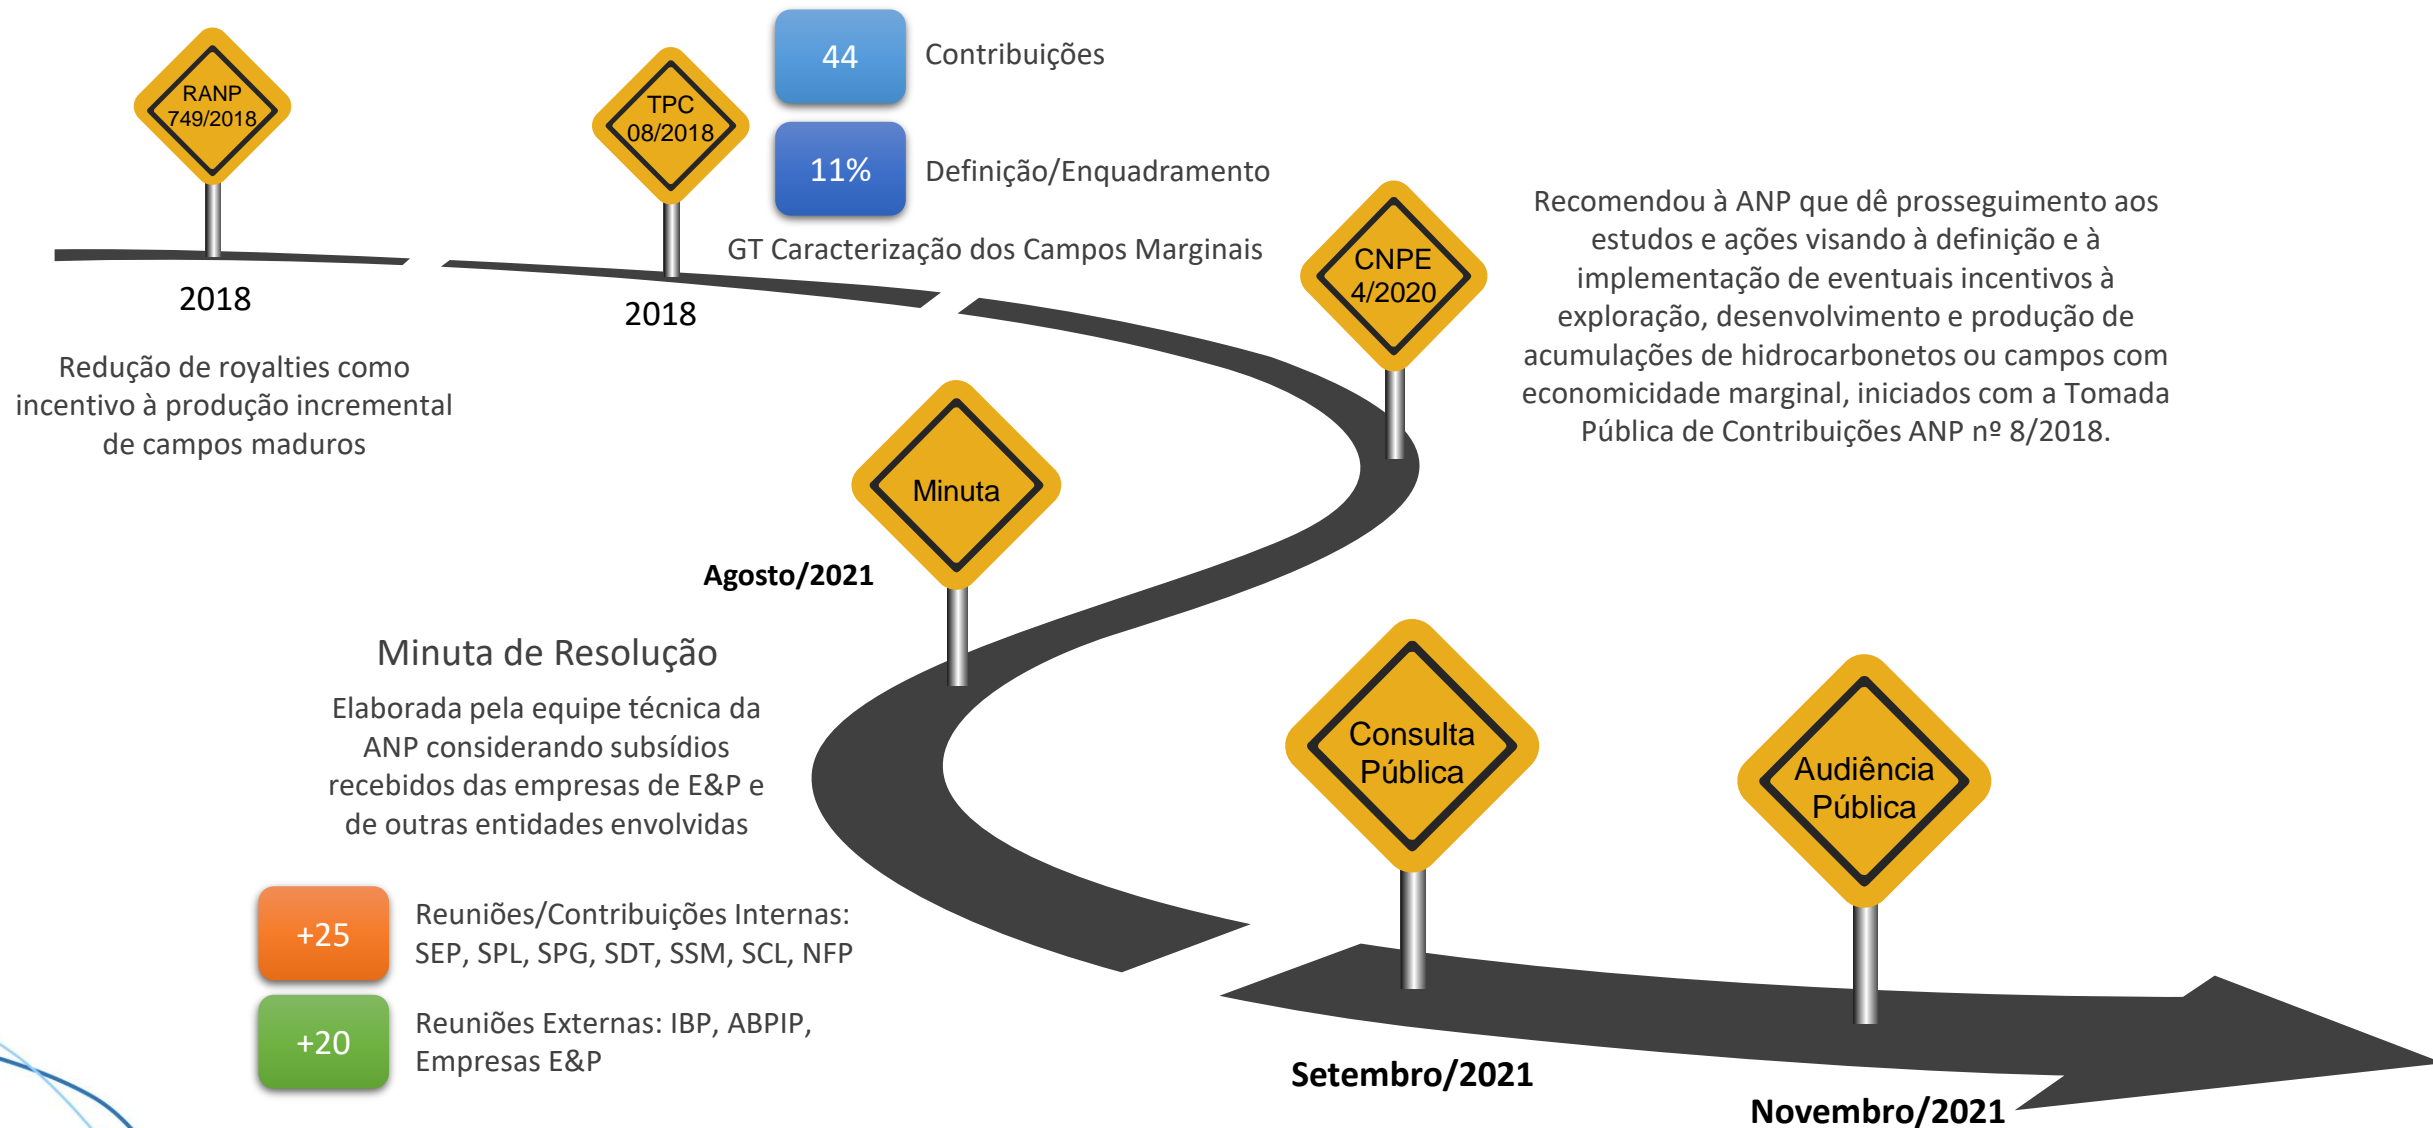 RANP
749/2018
2018
Redução de royalties como
incentivo à produção incremental
de campos maduros
TPC
08/2018
2018
44
Contribuições
11%
Definição/Enquadramento
GT Caracterização dos Campos Marginais
CNPE
4/2020
Recomendou à ANP que dê prosseguimento aos
estudos e ações visando à definição e à
implementação de eventuais incentivos à
exploração, desenvolvimento e produção de
acumulações de hidrocarbonetos ou campos com
economicidade marginal, iniciados com a Tomada
Pública de Contribuições ANP nº 8/2018.
Minuta
Agosto/2021
Minuta de Resolução
Elaborada pela equipe técnica da
ANP considerando subsídios
recebidos das empresas de E&P e
de outras entidades envolvidas
+25
Reuniões/Contribuições Internas:
SEP, SPL, SPG, SDT, SSM, SCL, NFP
+20
Reuniões Externas: IBP, ABPIP,
Empresas E&P
Consulta
Pública
Setembro/2021
Audiência
Pública
Novembro/2021